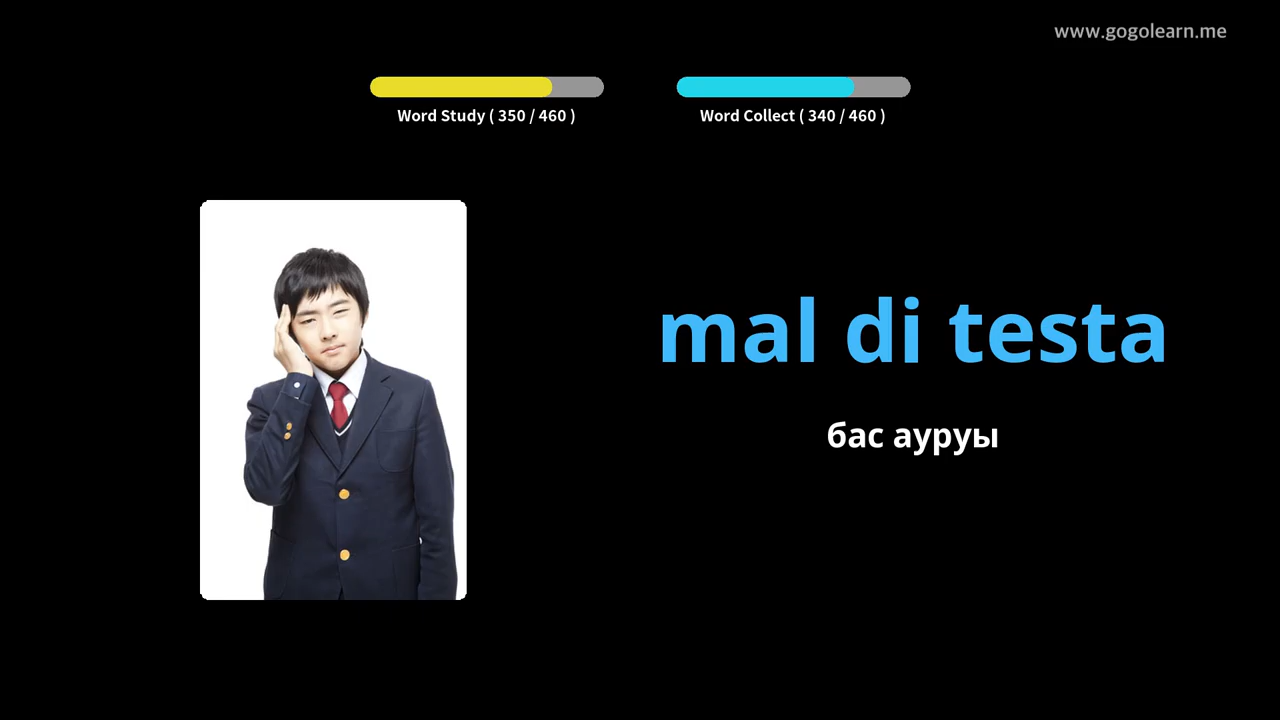 www.gogolearn.me
Word Study ( 350 / 460 )
Word Collect ( 340 / 460 )
mal di testa
бас ауруы